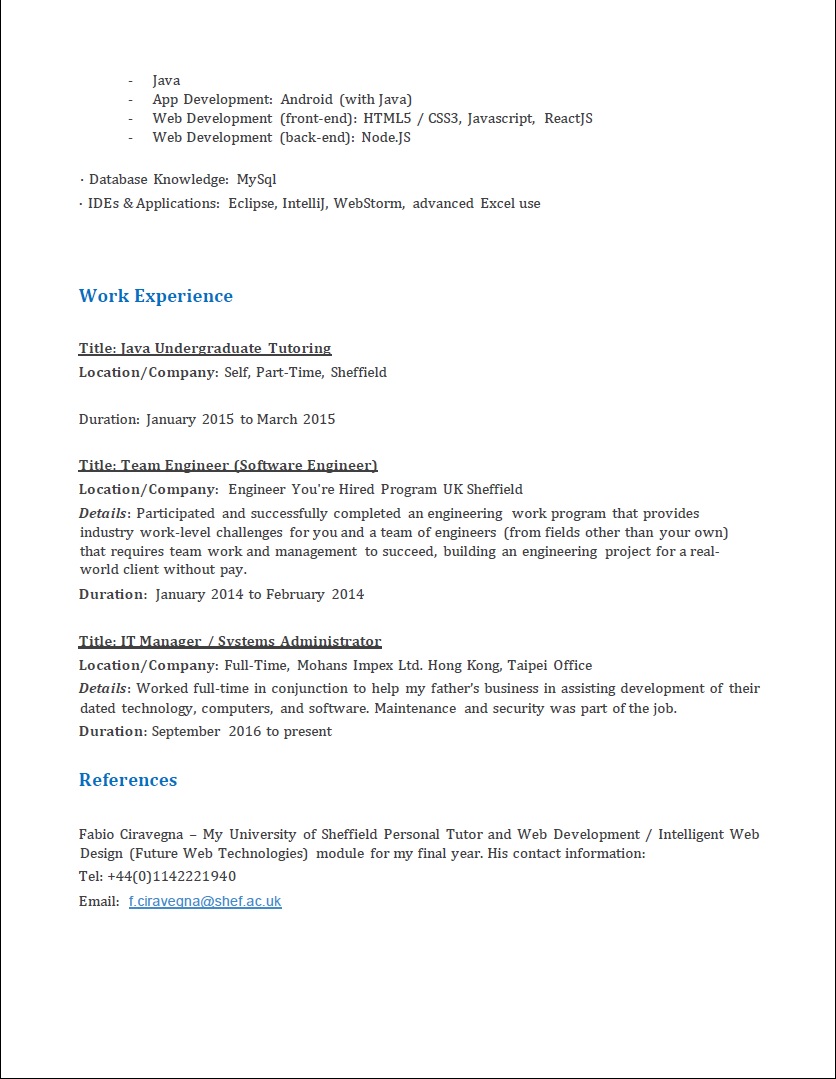 - Java
- App Development: Android (with Java)
- Web Development (front-end): HTML5 / CSS3, Javascript, ReactJS
- Web Development (back-end): Node.JS
· Database Knowledge: MySql
· IDEs & Applications: Eclipse, IntelliJ, WebStorm, advanced Excel use
Work Experience
Title: Java Undergraduate Tutoring
Location/Company: Self, Part-Time, Sheffield
Duration: January 2015 to March 2015
Title: Team Engineer (Software Engineer)
Location/Company: Engineer You're Hired Program UK Sheffield
Details: Participated and successfully completed an engineering work program that provides
industry work-level challenges for you and a team of engineers (from fields other than your own)
that requires team work and management to succeed, building an engineering project for a real-
world client without pay.
Duration: January 2014 to February 2014
Title: IT Manager / Systems Administrator
Location/Company: Full-Time, Mohans Impex Ltd. Hong Kong, Taipei Office
Details: Worked full-time in conjunction to help my father's business in assisting development of their
dated technology, computers, and software. Maintenance and security was part of the job.
Duration: September 2016 to present
References
Fabio Ciravegna – My University of Sheffield Personal Tutor and Web Development / Intelligent Web
Design (Future Web Technologies) module for my final year. His contact information:
Tel: +44(0)1142221940
Email: f.ciravegna@shef.ac.uk